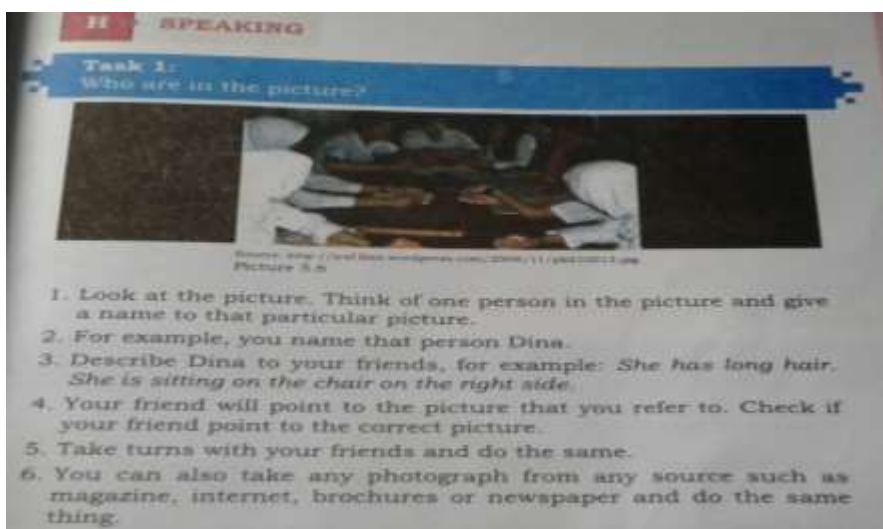 H SPEAKING
Task 1:
Who are in the picture?
Picture 5.6
1. Look at the picture. Think of one person in the picture and give
a name to that particular picture.
2. For example, you name that person Dina.
3. Describe Dina to your friends, for example: She has long hair.
She is sitting on the chair on the right side.
4. Your friend will point to the picture that you refer to. Check if
your friend point to the correct picture.
5. Take turns with your friends and do the same.
6. You can also take any photograph from any source such as
magazine, internet, brochures or newspaper and do the same
thing.